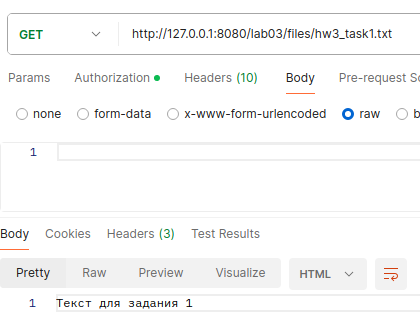 GET http://127.0.0.1:8080/lab03/files/hw3_task1.txt
Params Authorization Headers (10) Body Pre-request
none form-data x-www-form-urlencoded raw
1
Body Cookies Headers (3) Test Results
Pretty Raw Preview Visualize HTML
1 Текст для задания 1